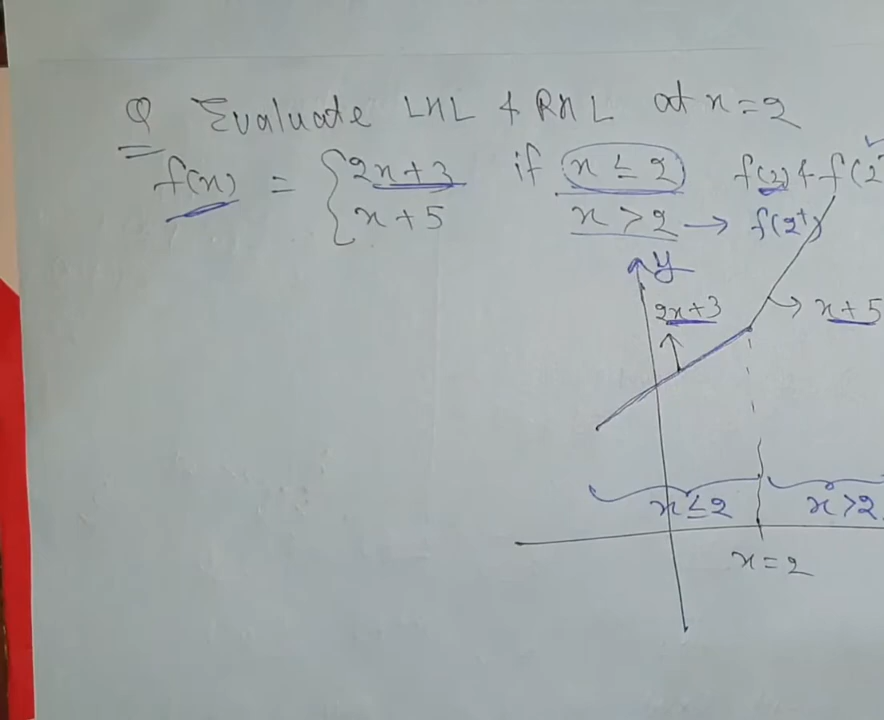 Q Evaluate LHL & RHL at x=2
f(x) = { 2x+3 if x ≤ 2 f(2) & f(2
x+5 x>2 → f(2⁺)
y
2x+3
x+5
x≤2
x>2
x=2